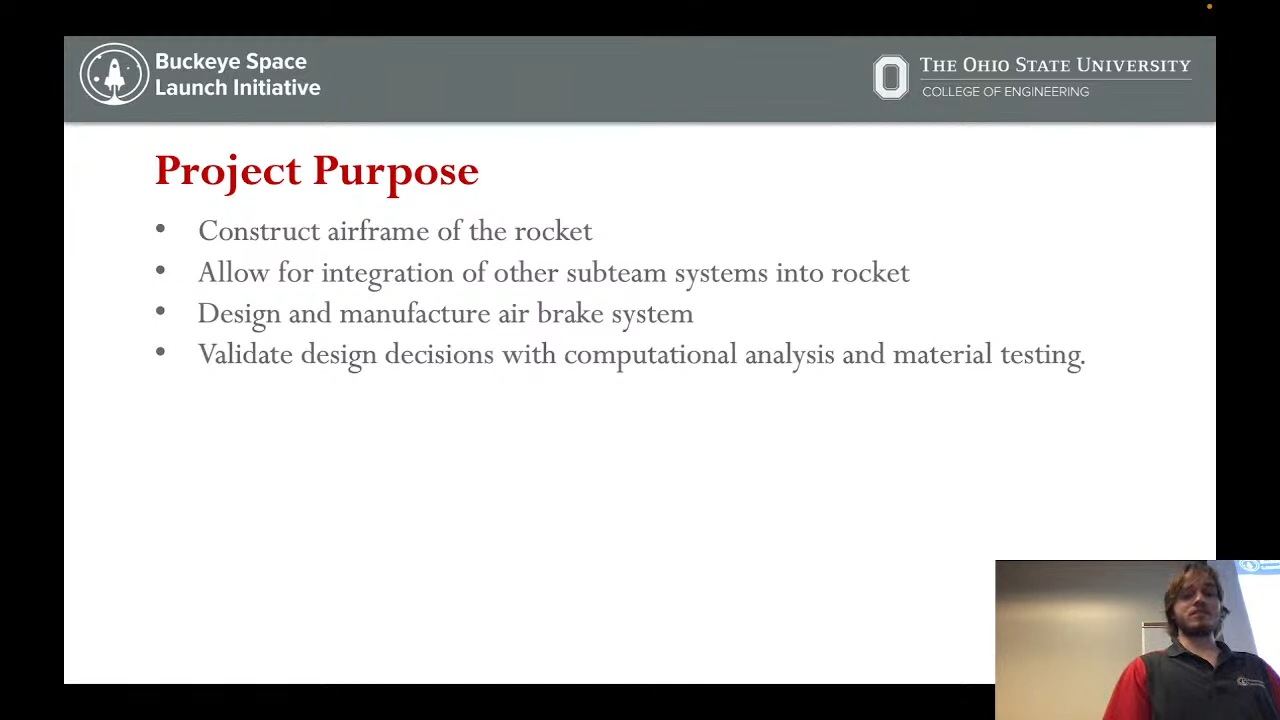 Buckeye Space
Launch Initiative
THE OHIO STATE UNIVERSITY
COLLEGE OF ENGINEERING
Project Purpose
• Construct airframe of the rocket
• Allow for integration of other subteam systems into rocket
• Design and manufacture air brake system
• Validate design decisions with computational analysis and material testing.